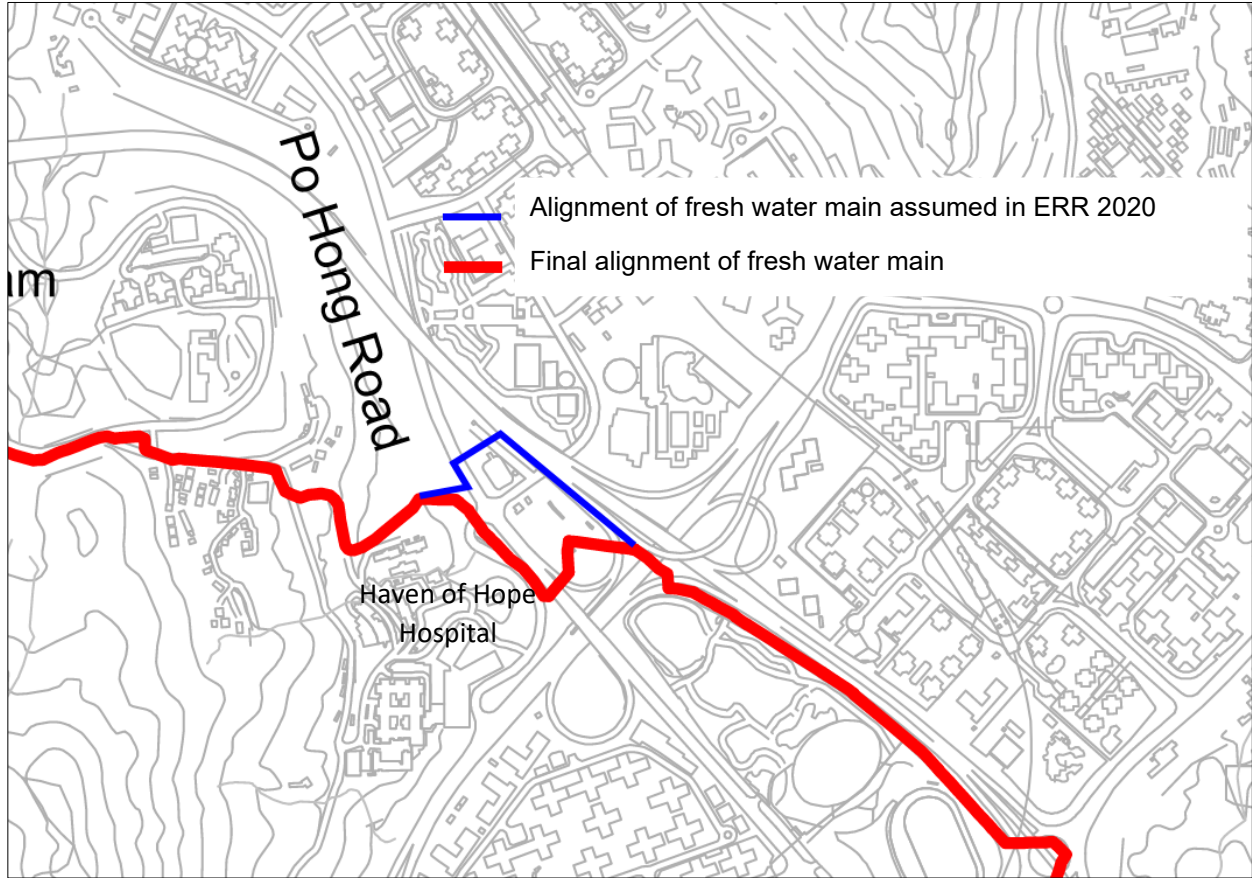 Po Hong Road
Alignment of fresh water main assumed in ERR 2020
Final alignment of fresh water main
am
Haven of Hope
Hospital